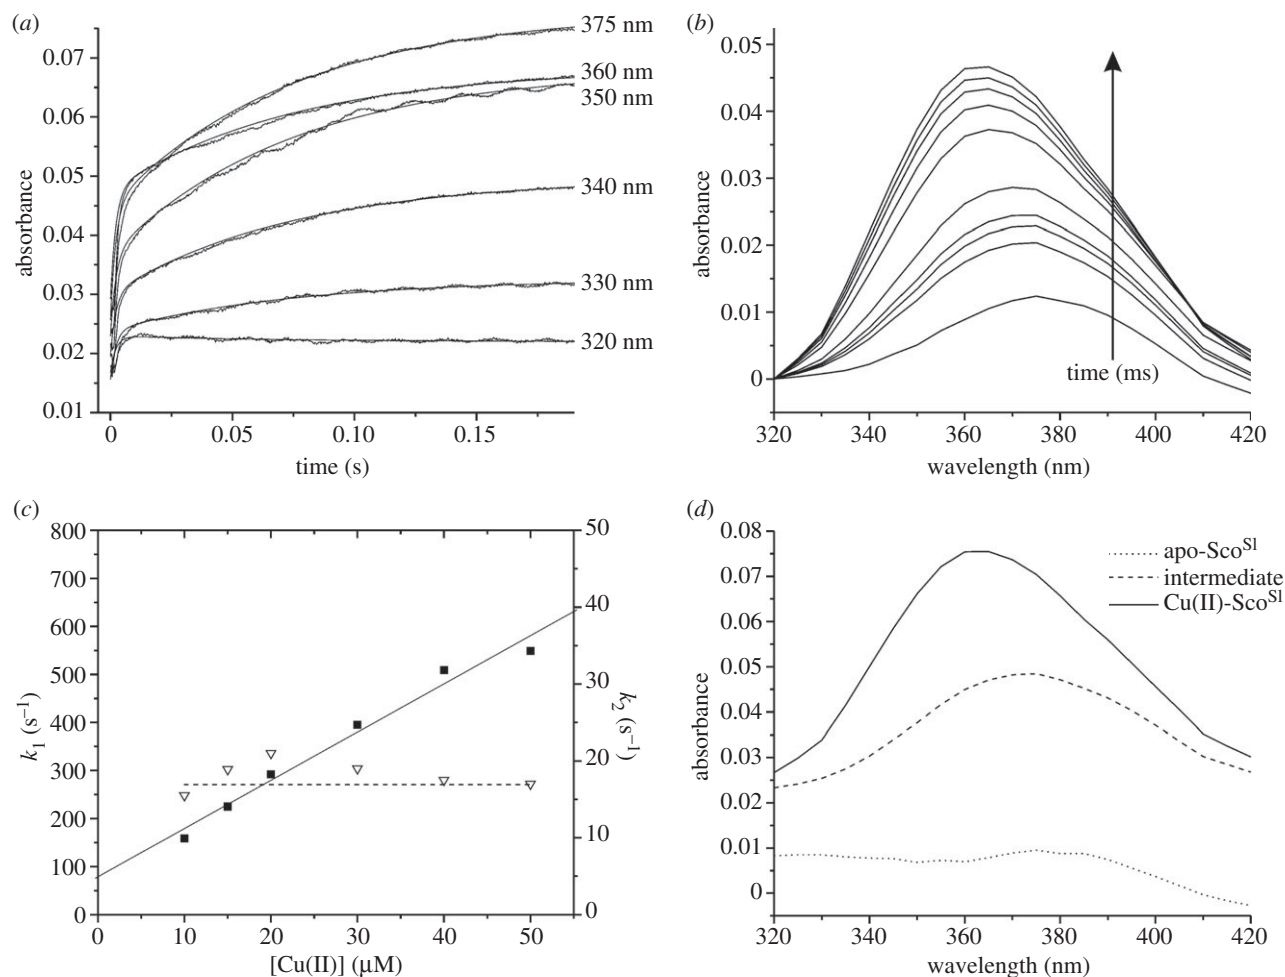 (a)
375 nm
360 nm
350 nm
340 nm
330 nm
320 nm
0.07
0.06
0.05
0.04
0.03
0.02
0.01
absorbance
0 0.05 0.10 0.15
time (s)
(b)
0.05
0.04
0.03
0.02
0.01
0
absorbance
time (ms)
320 340 360 380 400 420
wavelength (nm)
(c)
800
700
600
500
400
300
200
100
0
k1 (s−1)
50
40
30
20
10
0
k2 (s−1)
0 10 20 30 40 50
[Cu(II)] (µM)
(d)
0.08
0.07
0.06
0.05
0.04
0.03
0.02
0.01
0
absorbance
apo-ScoSl
intermediate
Cu(II)-ScoSl
320 340 360 380 400 420
wavelength (nm)